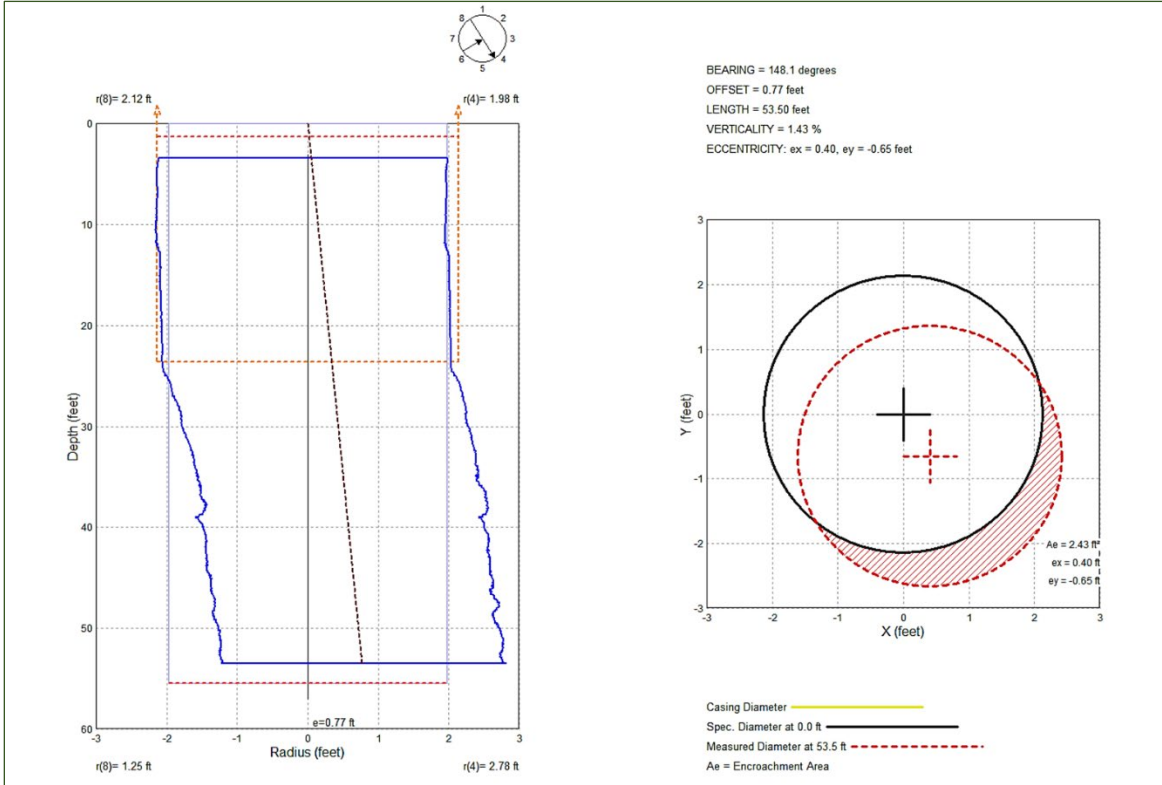 1
8 2
7 3
6 4
5
r(8)= 2.12 ft r(4)= 1.98 ft
BEARING = 148.1 degrees
OFFSET = 0.77 feet
LENGTH = 53.50 feet
VERTICALITY = 1.43 %
ECCENTRICITY: ex = 0.40, ey = -0.65 feet
0
10
20
30
40
50
60
Depth (feet)
e=0.77 ft
-3 -2 -1 0 1 2 3
Radius (feet)
r(8)= 1.25 ft r(4)= 2.78 ft
3
2
1
0
-1
-2
-3
Y (feet)
Ae = 2.43 ft²
ex = 0.40 ft
ey = -0.65 ft
-3 -2 -1 0 1 2 3
X (feet)
Casing Diameter
Spec. Diameter at 0.0 ft
Measured Diameter at 53.5 ft
Ae = Encroachment Area